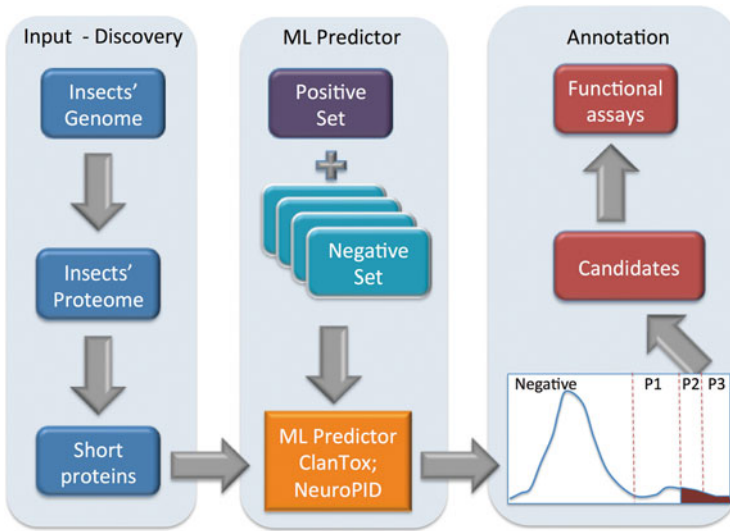 Input - Discovery
Insects'
Genome
Insects'
Proteome
Short
proteins
ML Predictor
Positive
Set
Negative
Set
ML Predictor
ClanTox;
NeuroPID
Annotation
Functional
assays
Candidates
Negative P1 P2 P3